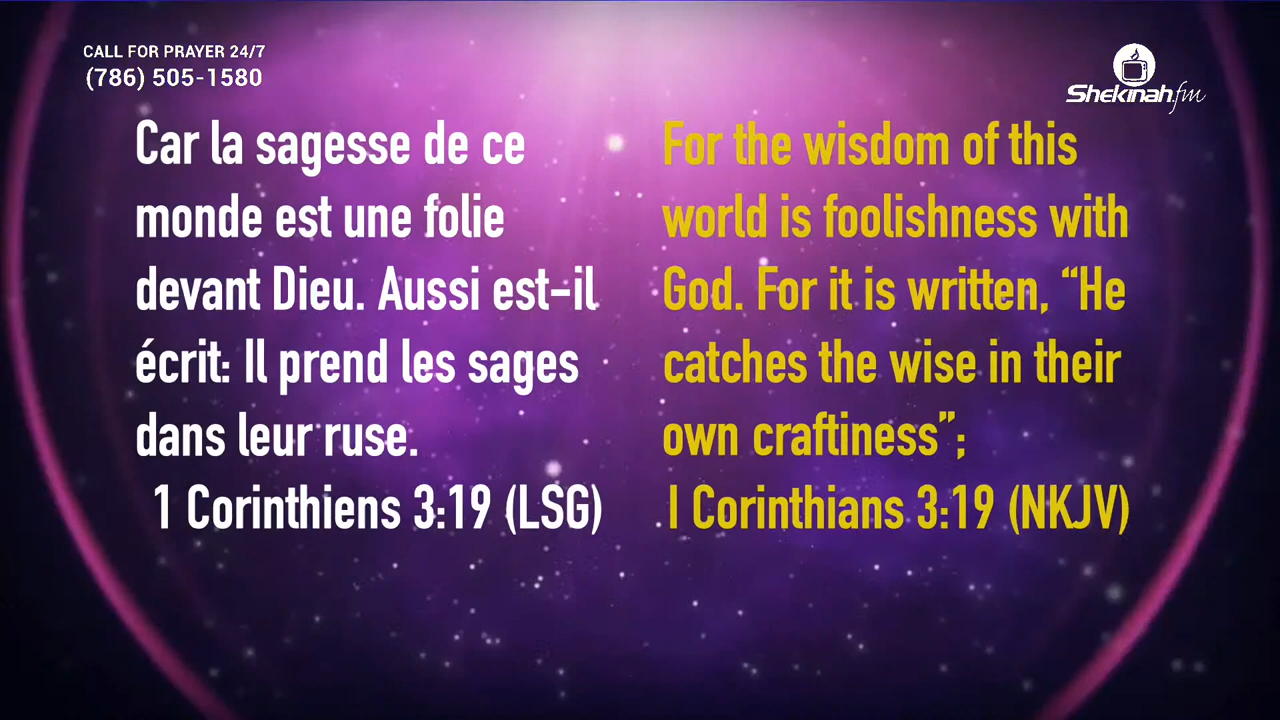 CALL FOR PRAYER 24/7
(786) 505-1580
Shekinah.fm
Car la sagesse de ce
monde est une folie
devant Dieu. Aussi est-il
écrit: Il prend les sages
dans leur ruse.
1 Corinthiens 3:19 (LSG)
For the wisdom of this
world is foolishness with
God. For it is written, “He
catches the wise in their
own craftiness”;
I Corinthians 3:19 (NKJV)